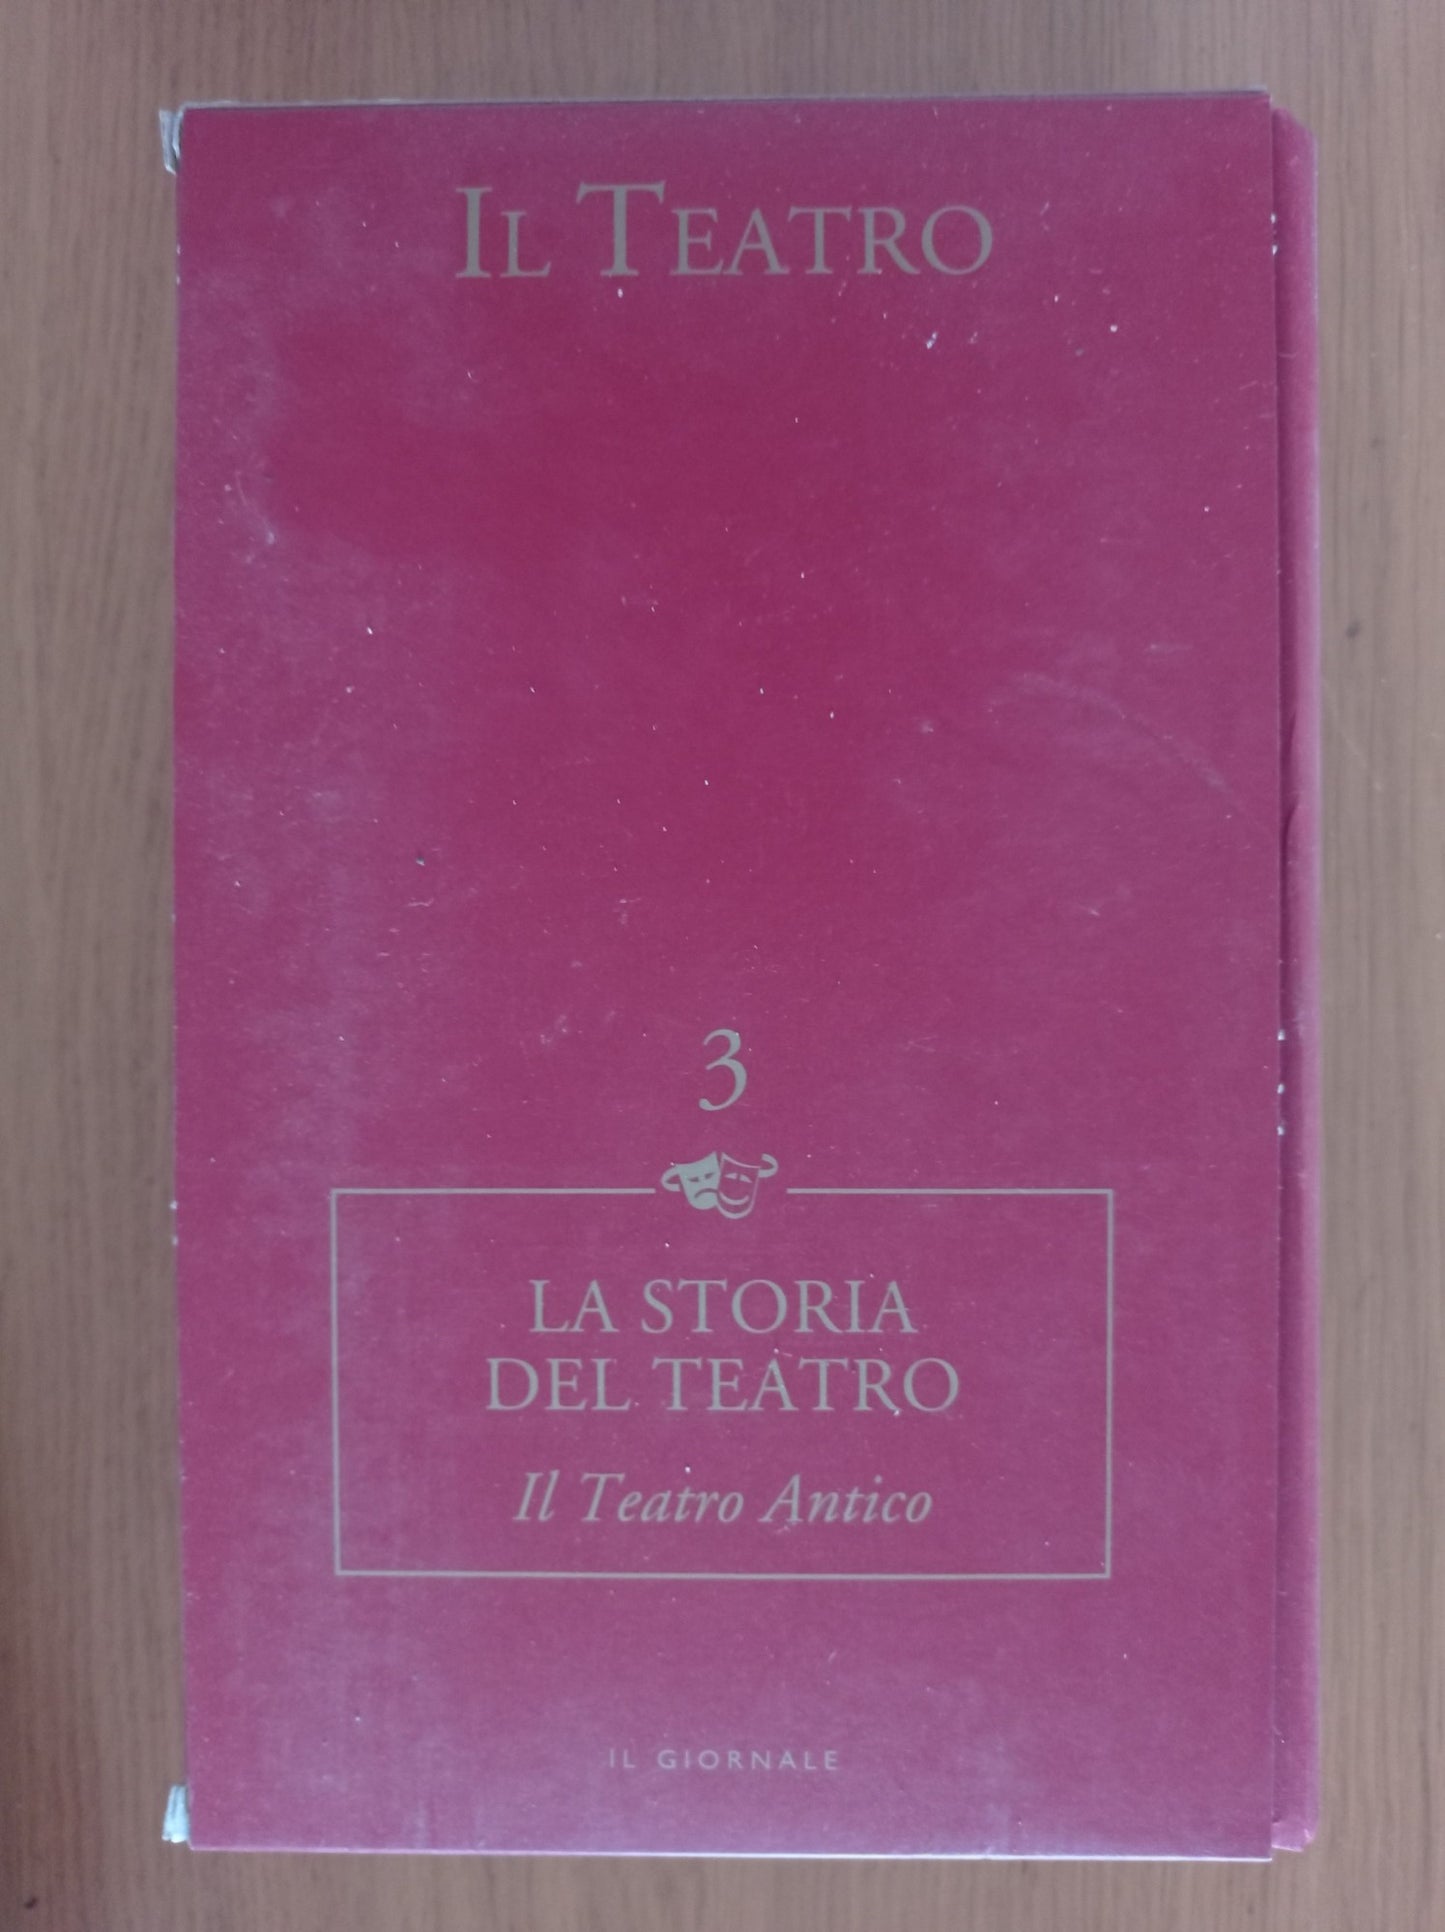 IL TEATRO
3
LA STORIA
DEL TEATRO
Il Teatro Antico
IL GIORNALE